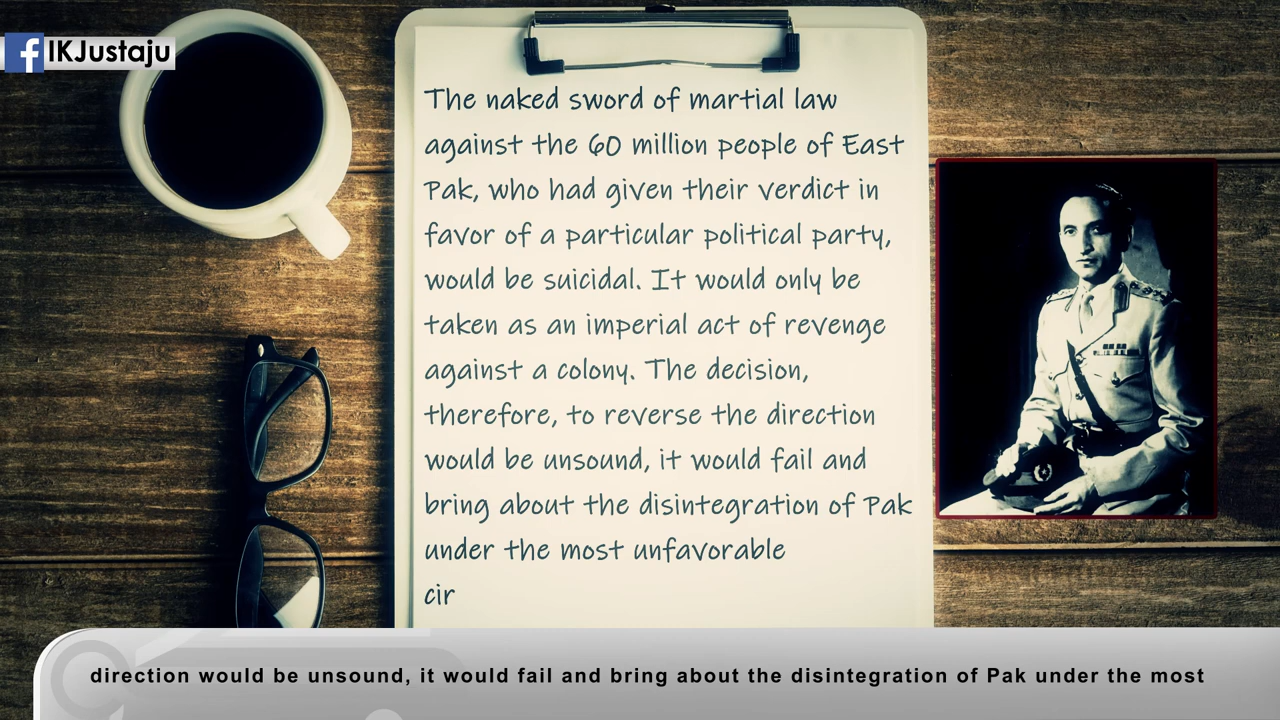 IKJustaju
The naked sword of martial law
against the 60 million people of East
Pak, who had given their verdict in
favor of a particular political party,
would be suicidal. It would only be
taken as an imperial act of revenge
against a colony. The decision,
therefore, to reverse the direction
would be unsound, it would fail and
bring about the disintegration of Pak
under the most unfavorable
cir
direction would be unsound, it would fail and bring about the disintegration of Pak under the most